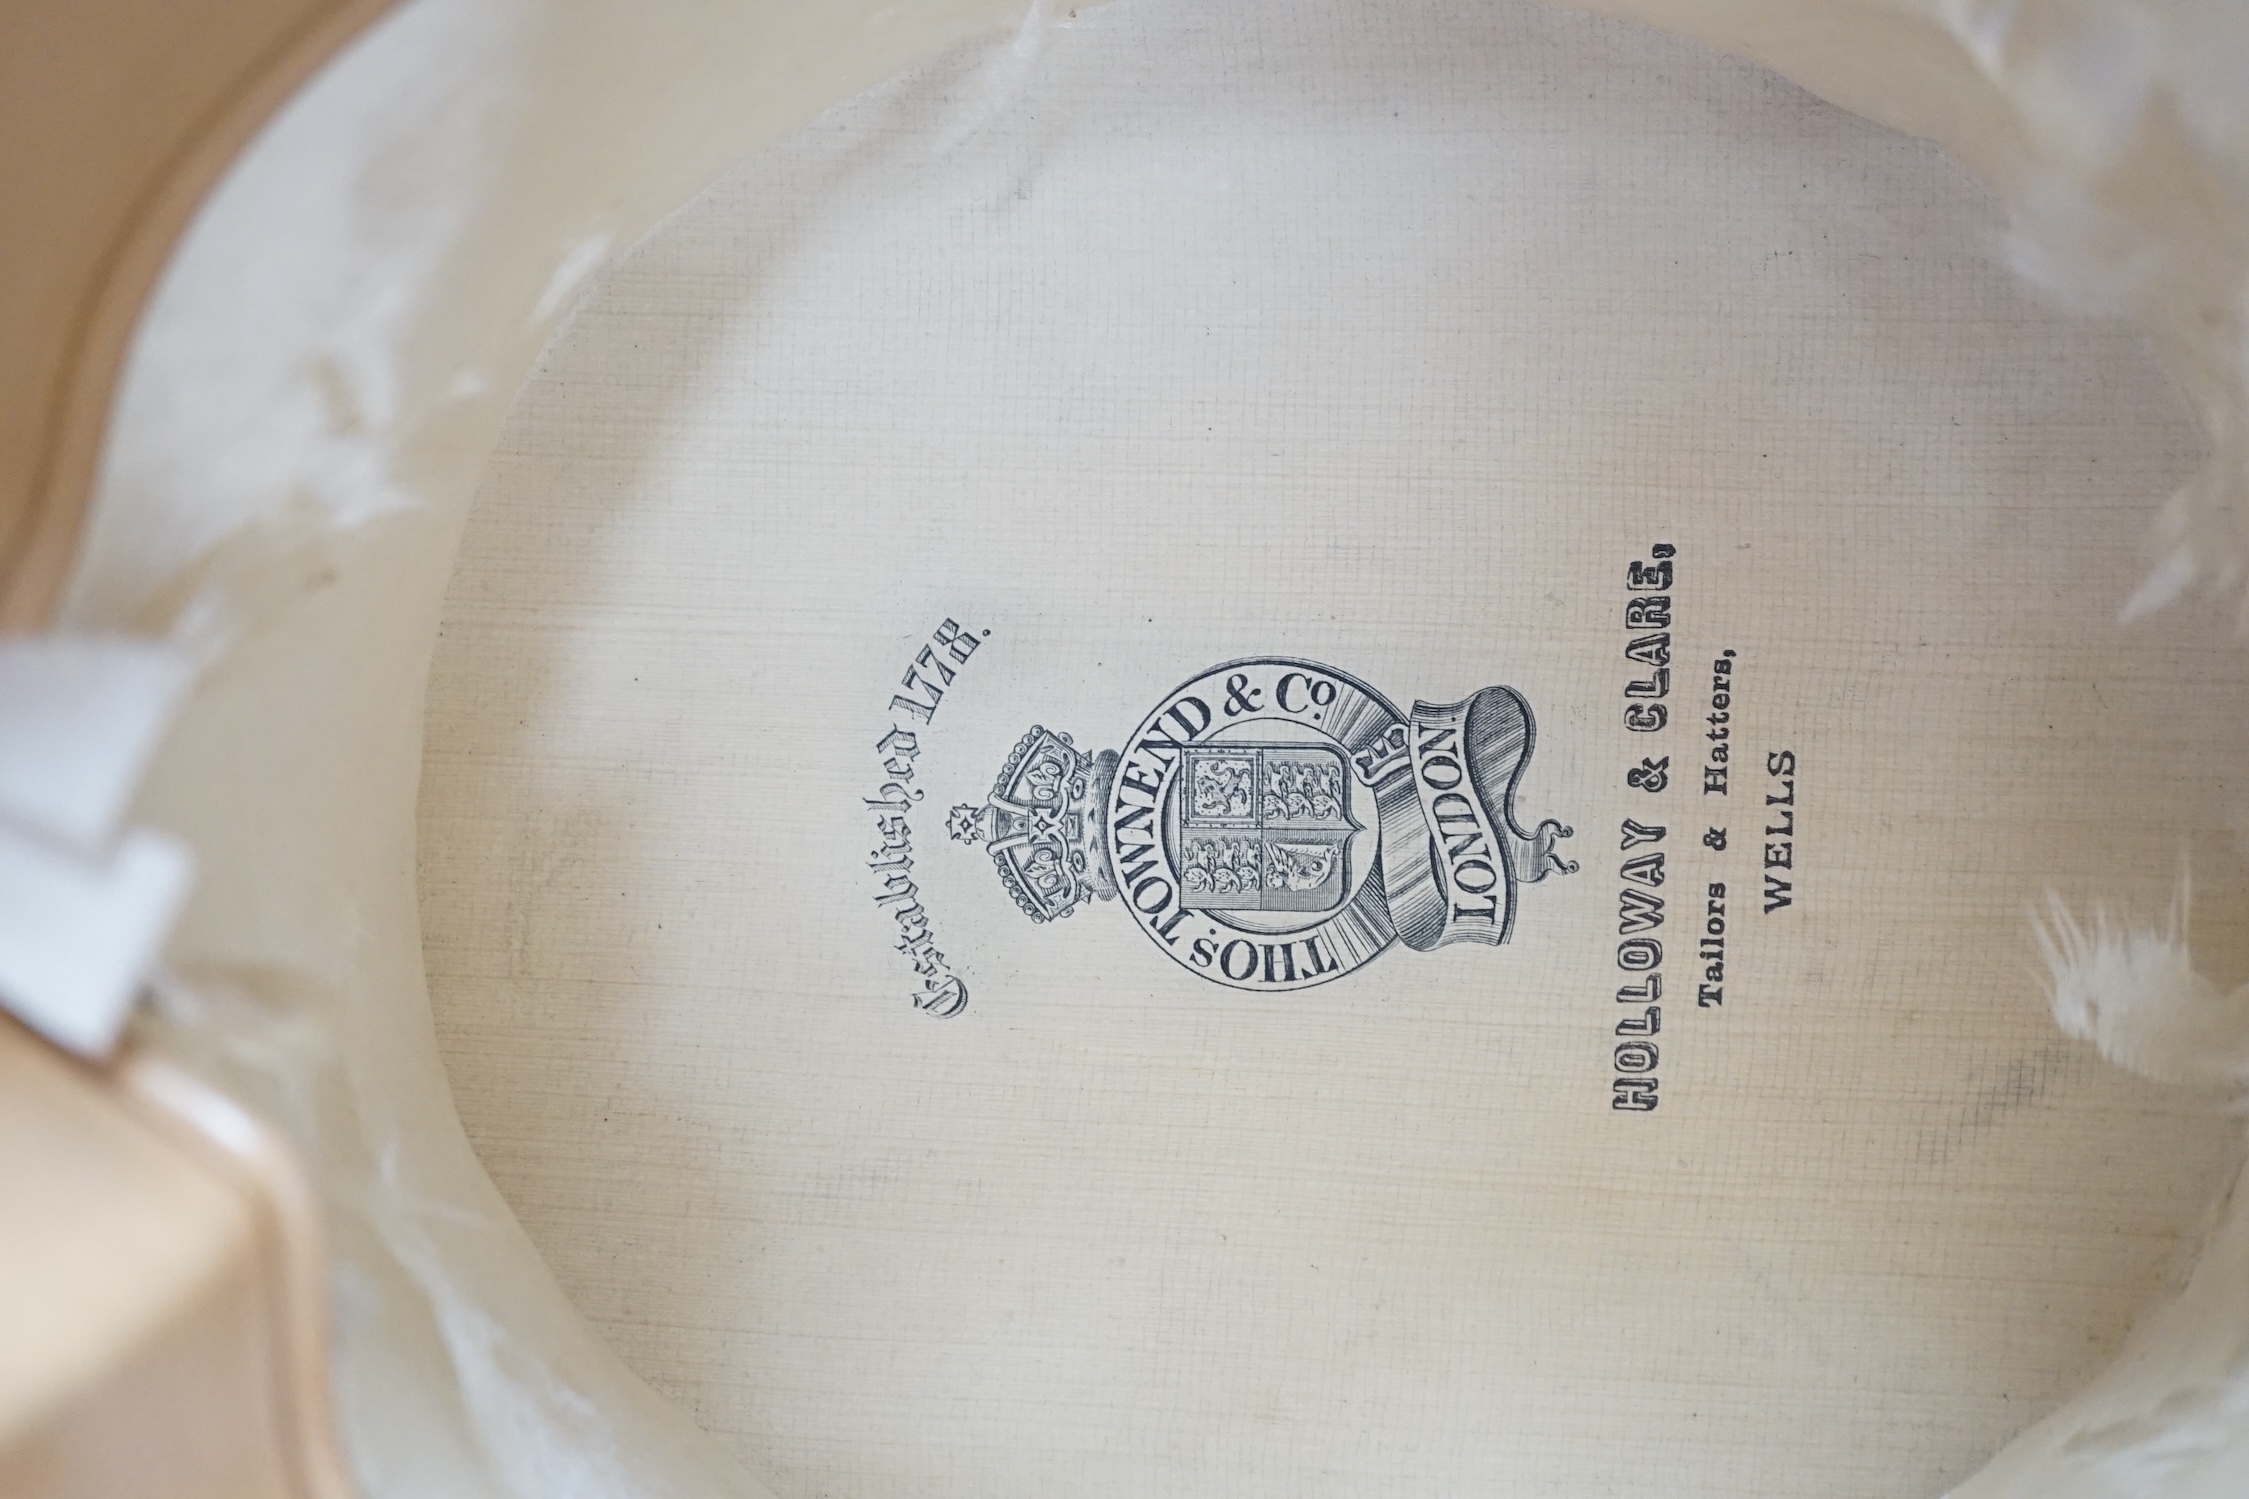 Established 1778.
THOS. TOWNEND & Co.
LONDON.
HOLLOWAY & CLARE,
Tailors & Hatters,
WELLS